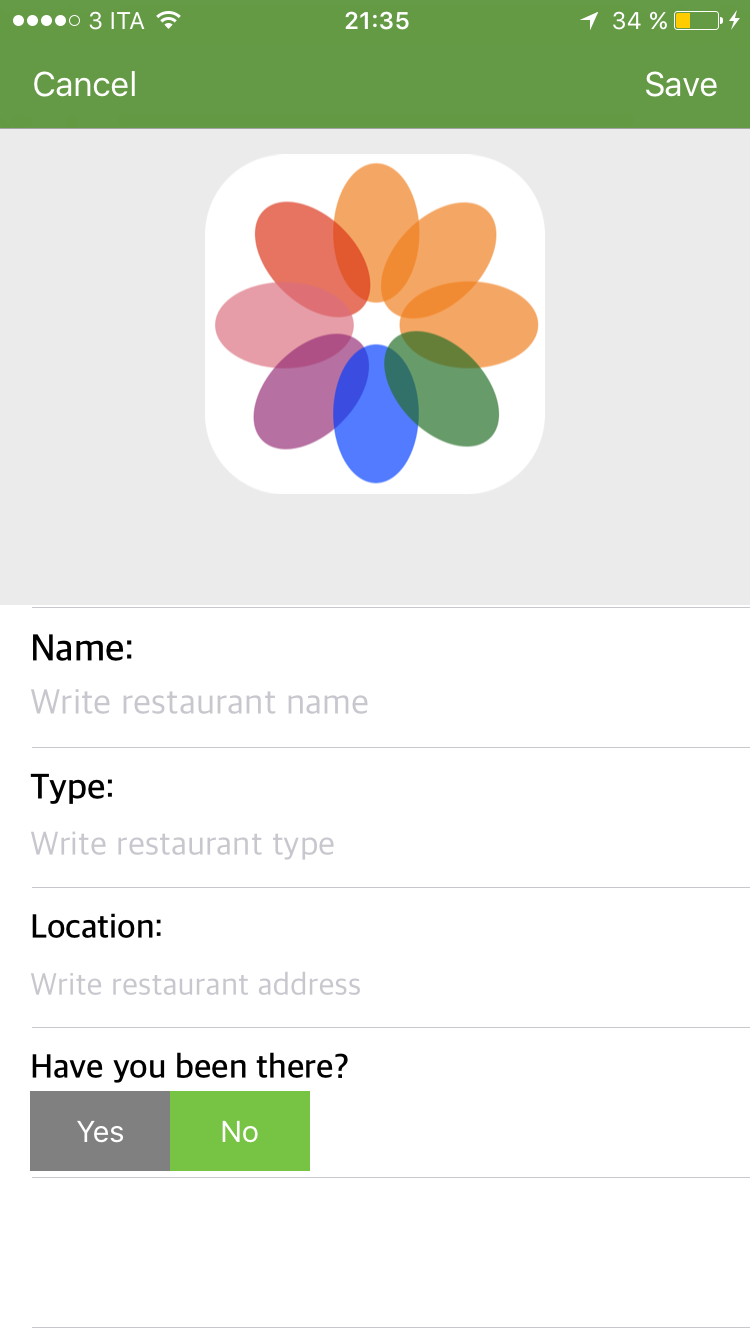 3 ITA 21:35 34 %
Cancel Save
Name:
Write restaurant name
Type:
Write restaurant type
Location:
Write restaurant address
Have you been there?
Yes No